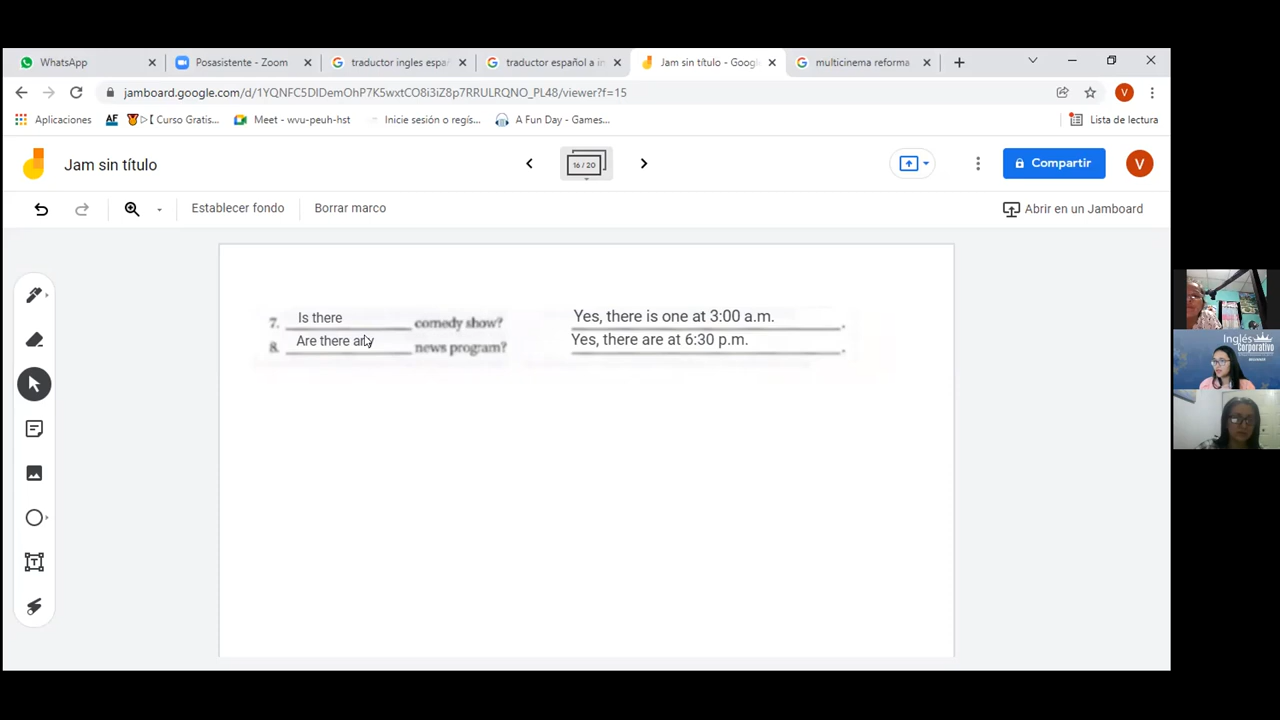 WhatsApp
Posasistente - Zoom
traductor ingles espa
traductor español a in
Jam sin título - Google
multicinema reforma
jamboard.google.com/d/1YQNFC5DIDemOhP7K5wxtCO8i3iZ8p7RRULRQNO_PL48/viewer?f=15
V
Aplicaciones
AF
Curso Gratis...
Meet - wvu-peuh-hst
Inicie sesión o regís...
A Fun Day - Games...
Lista de lectura
Jam sin título
16 / 20
Compartir
V
Establecer fondo
Borrar marco
Abrir en un Jamboard
7. Is there comedy show? Yes, there is one at 3:00 a.m.
8. Are there any news program? Yes, there are at 6:30 p.m.
Inglés
Corporativo